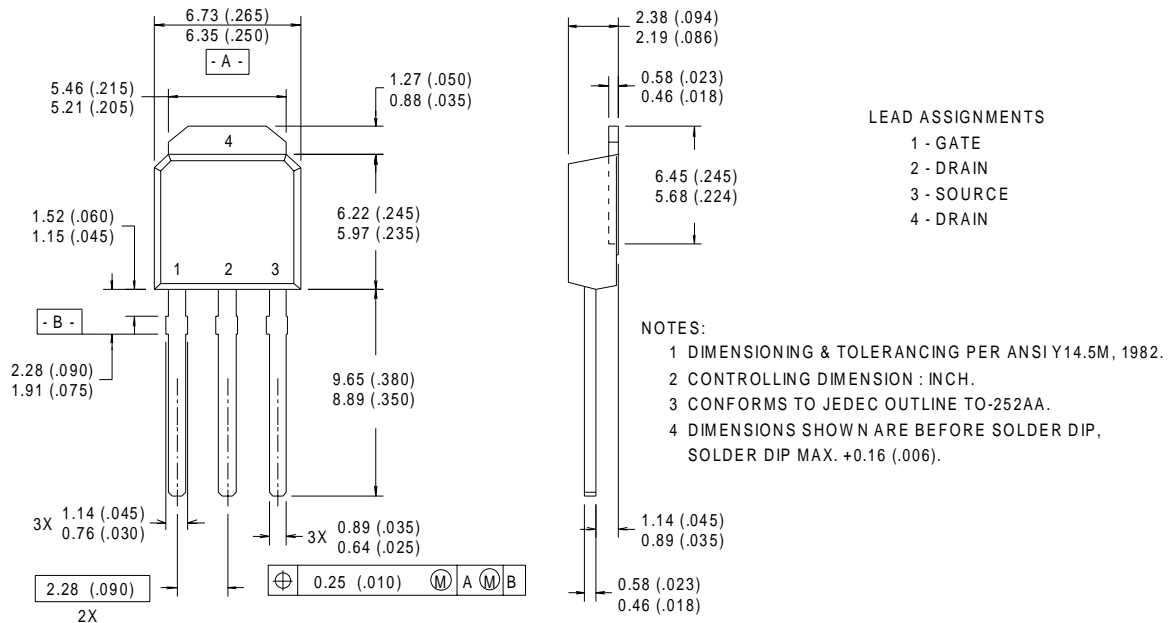 6.73 (.265)
6.35 (.250)
- A -
5.46 (.215)
5.21 (.205)
1.27 (.050)
0.88 (.035)
4
1.52 (.060)
1.15 (.045)
6.22 (.245)
5.97 (.235)
1 2 3
- B -
2.28 (.090)
1.91 (.075)
9.65 (.380)
8.89 (.350)
3X 1.14 (.045)
0.76 (.030)
3X 0.89 (.035)
0.64 (.025)
2.28 (.090)
2X
⌖ 0.25 (.010) Ⓜ A Ⓜ B
2.38 (.094)
2.19 (.086)
0.58 (.023)
0.46 (.018)
6.45 (.245)
5.68 (.224)
1.14 (.045)
0.89 (.035)
0.58 (.023)
0.46 (.018)
LEAD ASSIGNMENTS
1 - GATE
2 - DRAIN
3 - SOURCE
4 - DRAIN
NOTES:
1 DIMENSIONING & TOLERANCING PER ANSI Y14.5M, 1982.
2 CONTROLLING DIMENSION : INCH.
3 CONFORMS TO JEDEC OUTLINE TO-252AA.
4 DIMENSIONS SHOWN ARE BEFORE SOLDER DIP,
SOLDER DIP MAX. +0.16 (.006).